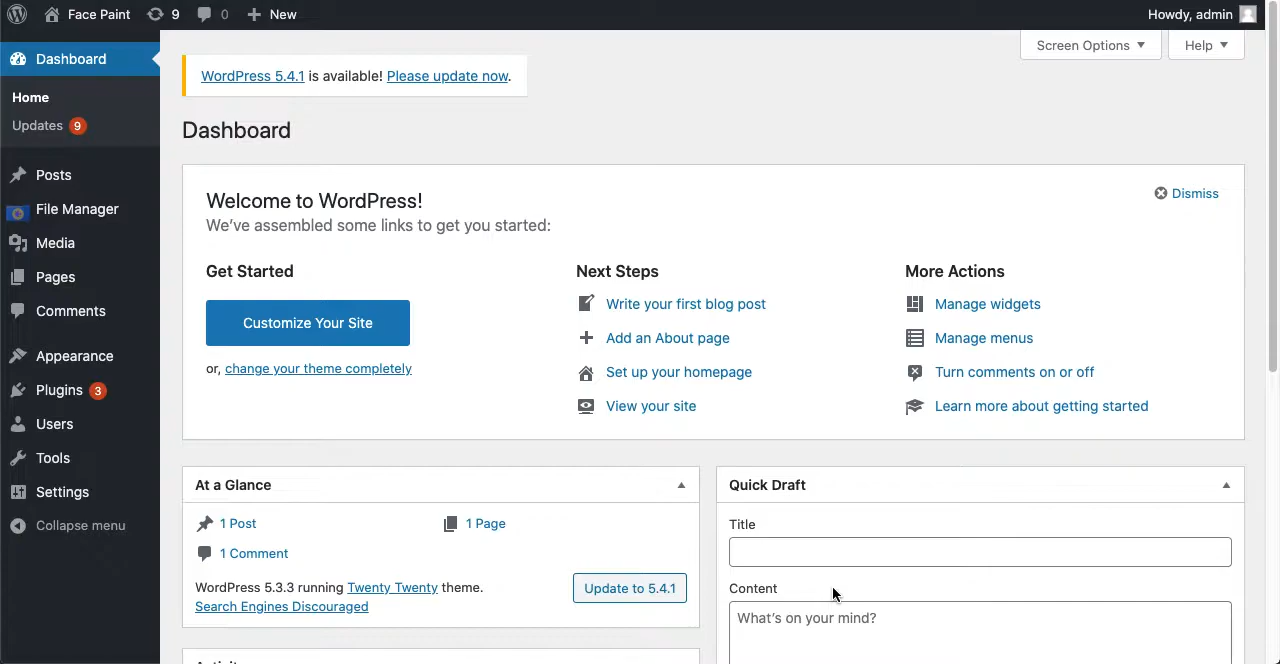 Face Paint 9 0 New Howdy, admin
Dashboard
Home
Updates 9
Posts
File Manager
Media
Pages
Comments
Appearance
Plugins 3
Users
Tools
Settings
Collapse menu
Screen Options Help
WordPress 5.4.1 is available! Please update now.
Dashboard
Welcome to WordPress!
We've assembled some links to get you started:
Dismiss
Get Started
Customize Your Site
or, change your theme completely
Next Steps
Write your first blog post
Add an About page
Set up your homepage
View your site
More Actions
Manage widgets
Manage menus
Turn comments on or off
Learn more about getting started
At a Glance
1 Post 1 Page
1 Comment
WordPress 5.3.3 running Twenty Twenty theme. Update to 5.4.1
Search Engines Discouraged
Quick Draft
Title
Content
What's on your mind?